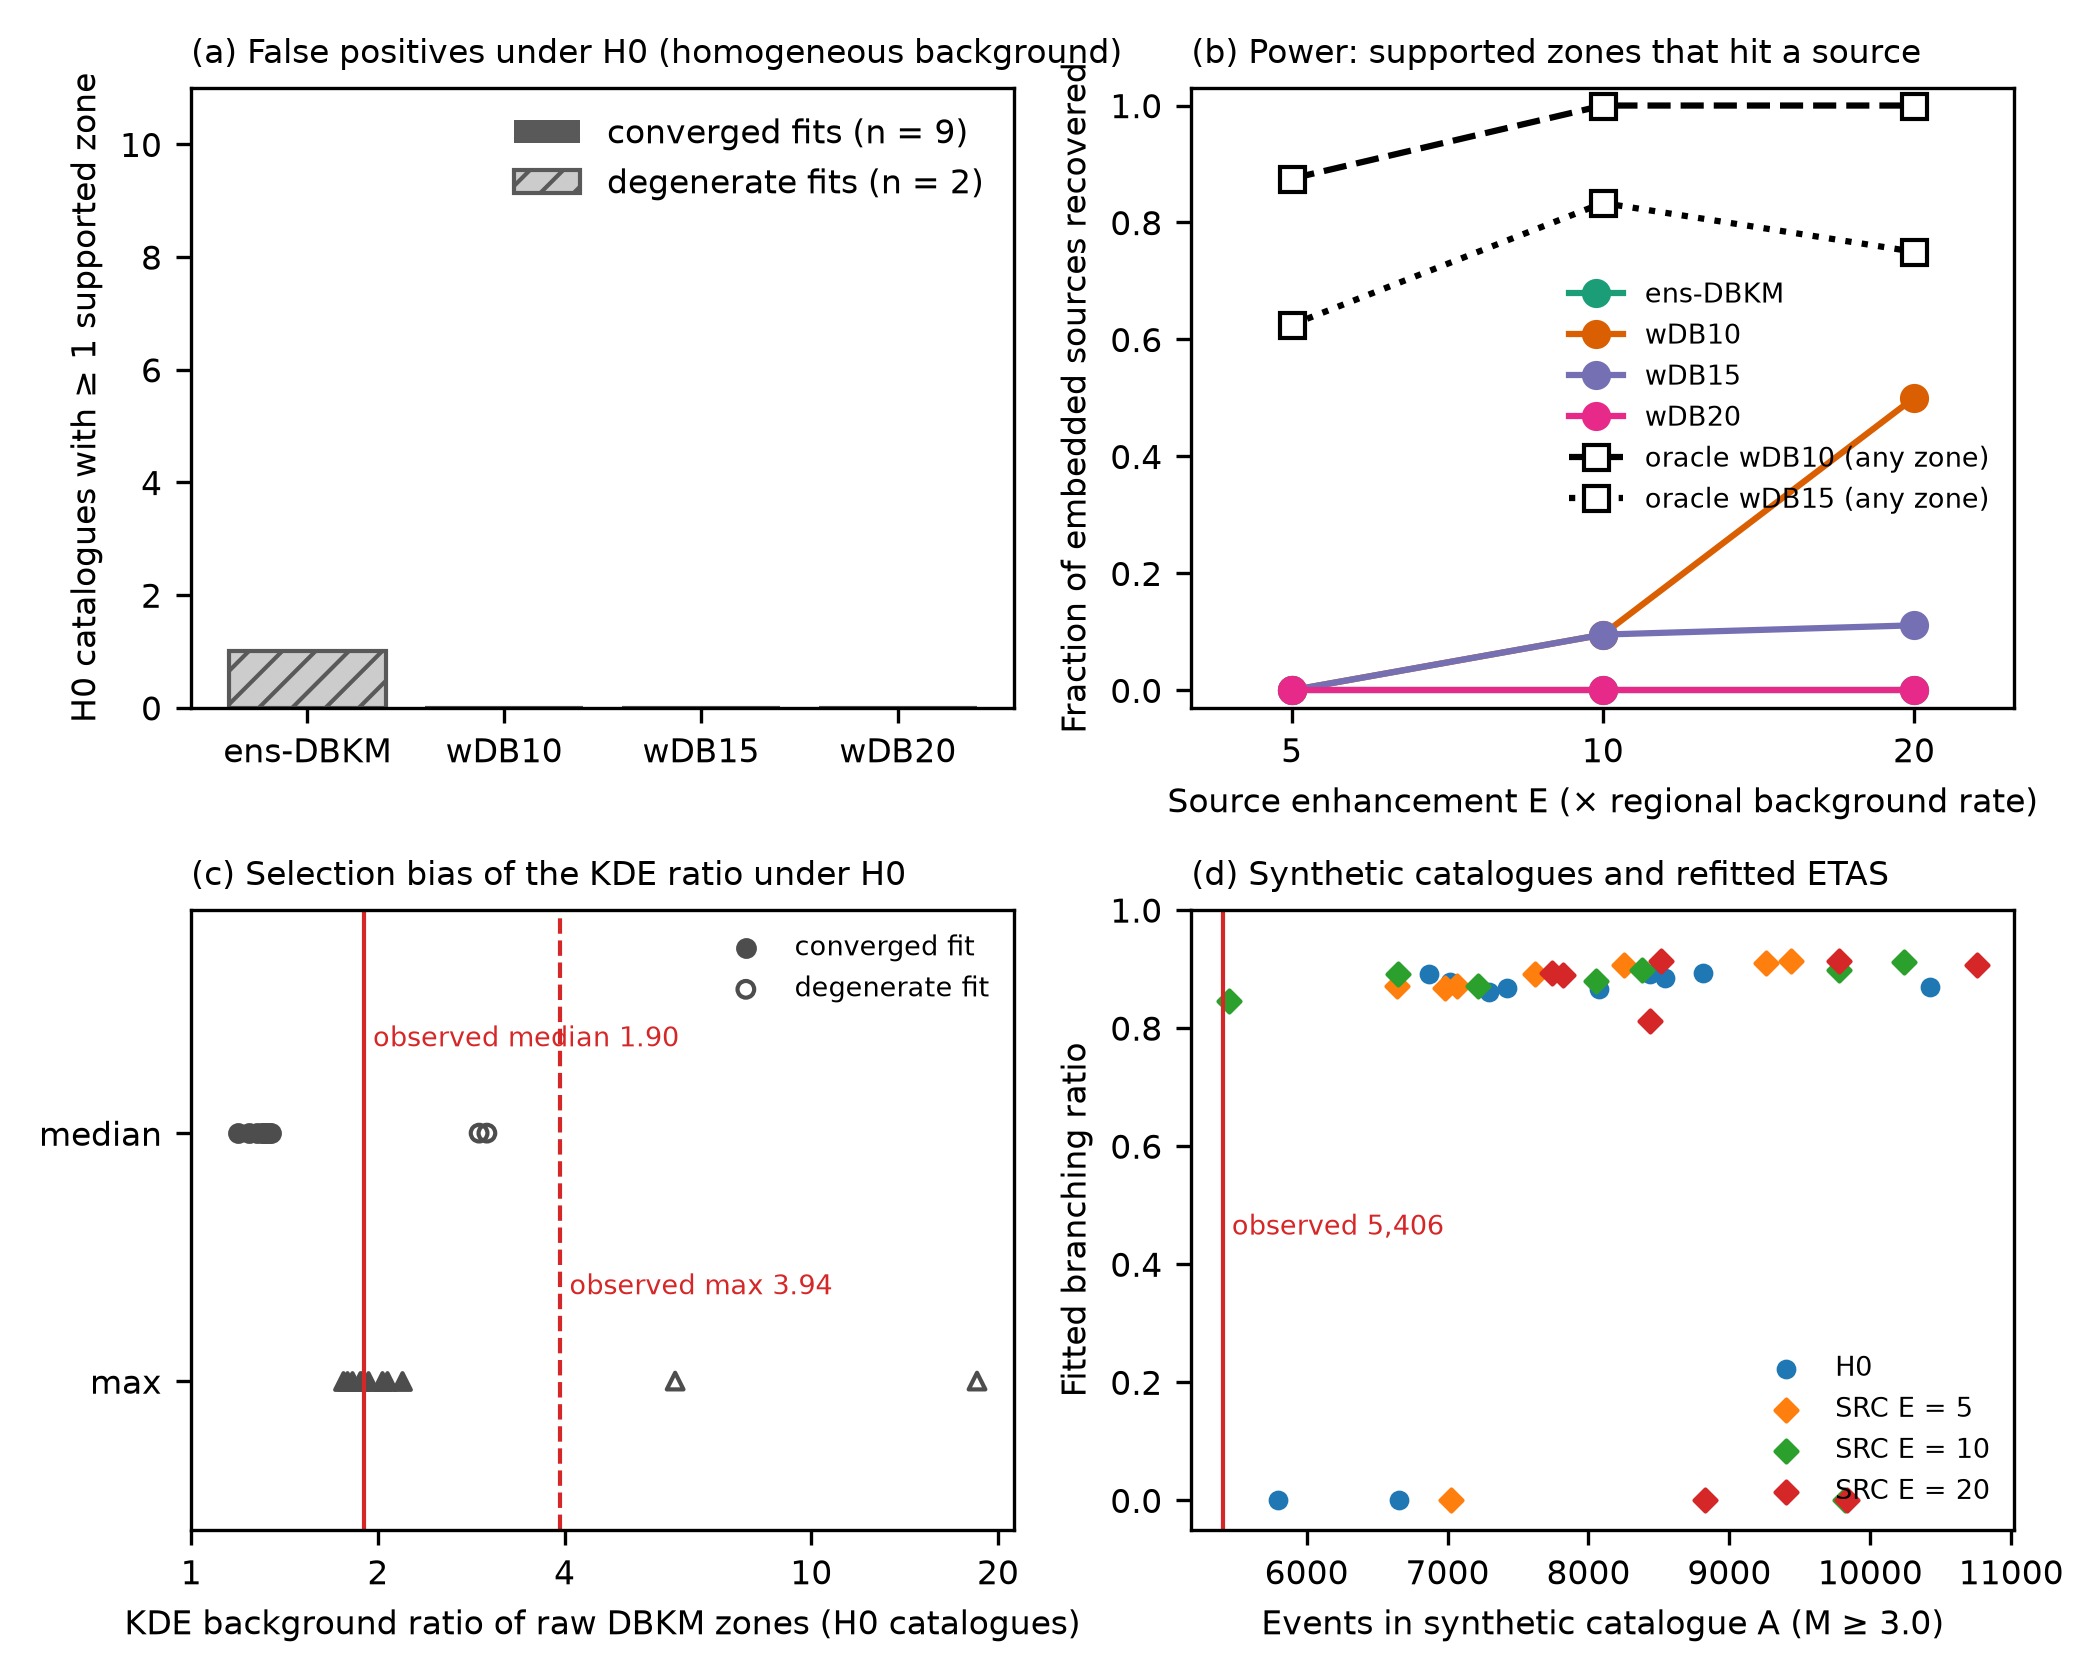 (a) False positives under H0 (homogeneous background)
H0 catalogues with ≥ 1 supported zone
10
8
6
4
2
0
converged fits (n = 9)
degenerate fits (n = 2)
ens-DBKM
wDB10
wDB15
wDB20
(b) Power: supported zones that hit a source
Fraction of embedded sources recovered
1.0
0.8
0.6
0.4
0.2
0.0
ens-DBKM
wDB10
wDB15
wDB20
oracle wDB10 (any zone)
oracle wDB15 (any zone)
5
10
20
Source enhancement E (× regional background rate)
(c) Selection bias of the KDE ratio under H0
converged fit
degenerate fit
observed median 1.90
median
observed max 3.94
max
1
2
4
10
20
KDE background ratio of raw DBKM zones (H0 catalogues)
(d) Synthetic catalogues and refitted ETAS
Fitted branching ratio
1.0
0.8
0.6
0.4
0.2
0.0
observed 5,406
H0
SRC E = 5
SRC E = 10
SRC E = 20
6000
7000
8000
9000
10000
11000
Events in synthetic catalogue A (M ≥ 3.0)